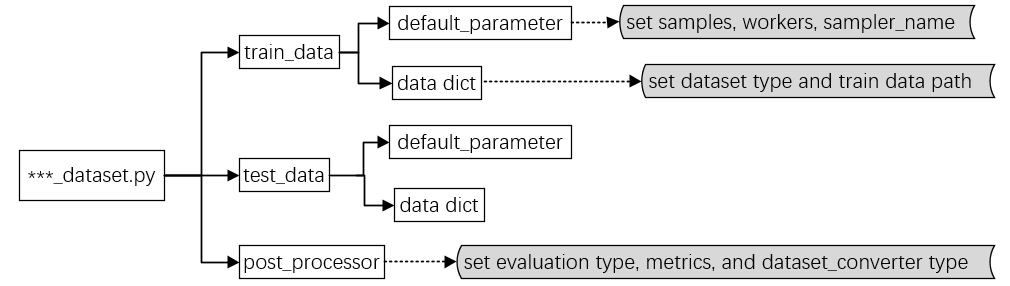 default_parameter
set samples, workers, sampler_name
train_data
data dict
set dataset type and train data path
default_parameter
***_dataset.py
test_data
data dict
post_processor
set evaluation type, metrics, and dataset_converter type